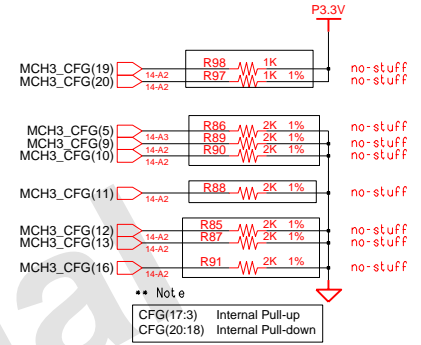 P3.3V
MCH3_CFG(19) 14-A2 R98 1K no-stuff
MCH3_CFG(20) 14-A2 R97 1K 1% no-stuff
MCH3_CFG(5) 14-A3 R86 2K 1% no-stuff
MCH3_CFG(9) 14-A2 R89 2K 1% no-stuff
MCH3_CFG(10) 14-A2 R90 2K 1% no-stuff
MCH3_CFG(11) 14-A2 R88 2K 1% no-stuff
MCH3_CFG(12) 14-A2 R85 2K 1% no-stuff
MCH3_CFG(13) 14-A2 R87 2K 1% no-stuff
MCH3_CFG(16) 14-A2 R91 2K 1% no-stuff
** Note
CFG(17:3) Internal Pull-up
CFG(20:18) Internal Pull-down